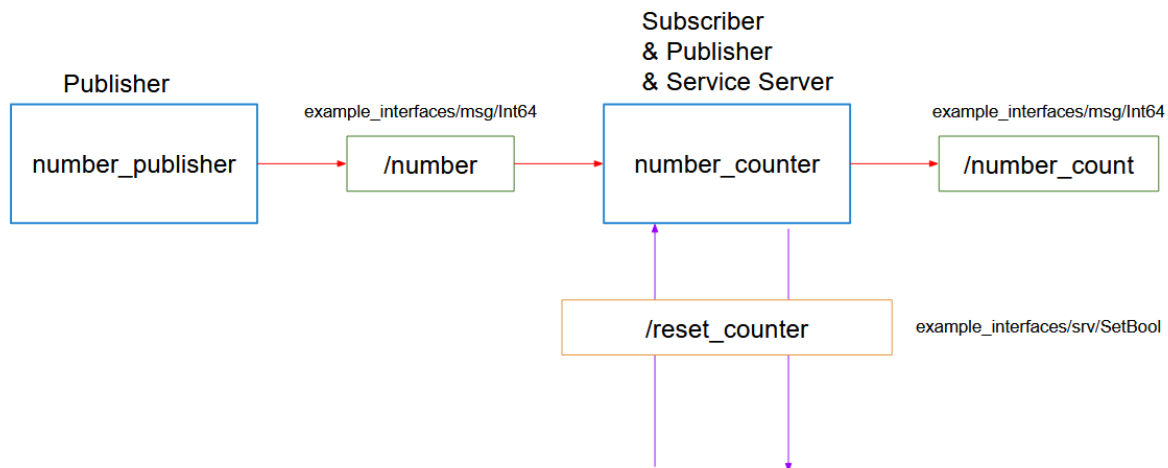 Subscriber
& Publisher
& Service Server
Publisher
example_interfaces/msg/Int64
example_interfaces/msg/Int64
number_publisher
/number
number_counter
/number_count
/reset_counter
example_interfaces/srv/SetBool